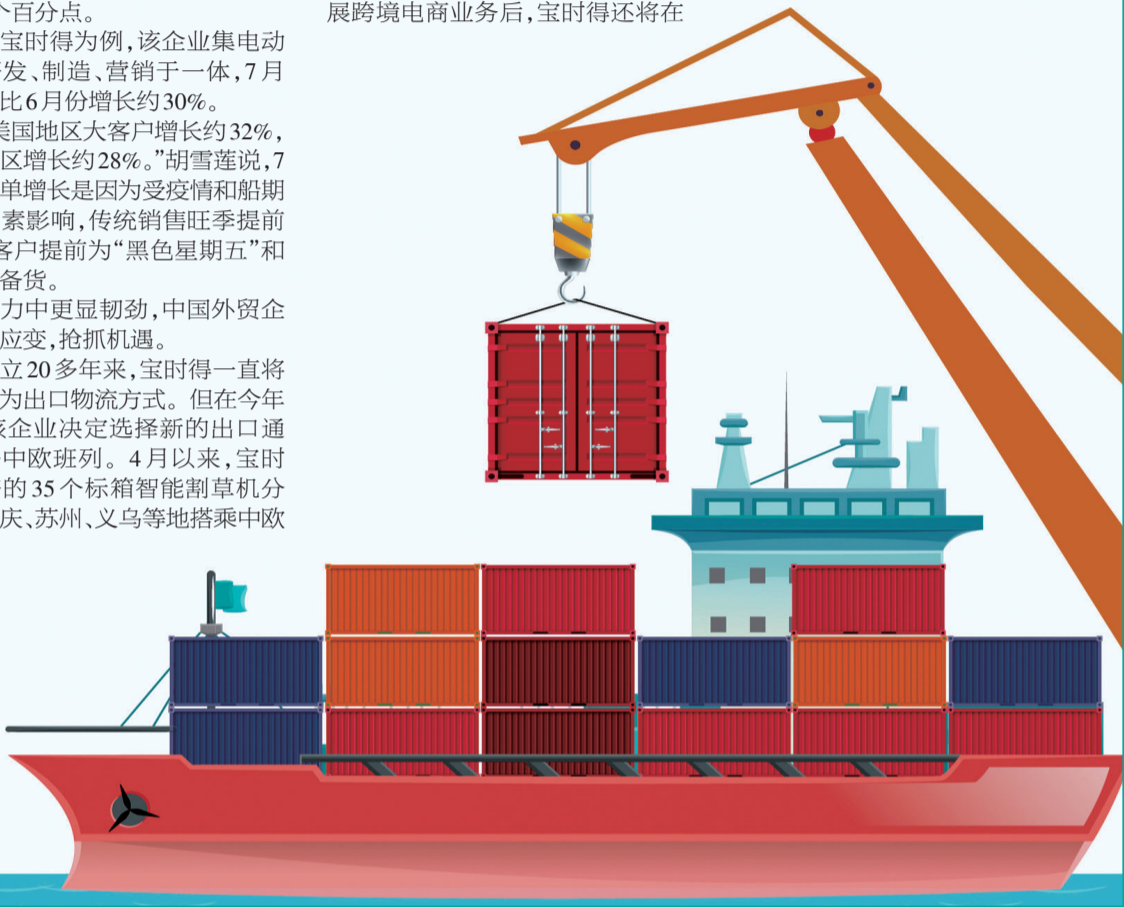 个百分点。
宝时得为例，该企业集电动
发、制造、营销于一体，7月
比6月份增长约30%。
美国地区大客户增长约32%，
区增长约28%。”胡雪莲说，7
单增长是因为受疫情和船期
素影响，传统销售旺季提前
客户提前为“黑色星期五”和
备货。
力中更显韧劲，中国外贸企
应变，抢抓机遇。
立20多年来，宝时得一直将
为出口物流方式。但在今年
该企业决定选择新的出口通
中欧班列。4月以来，宝时
的35个标箱智能割草机分
庆、苏州、义乌等地搭乘中欧
展跨境电商业务后，宝时得还将在